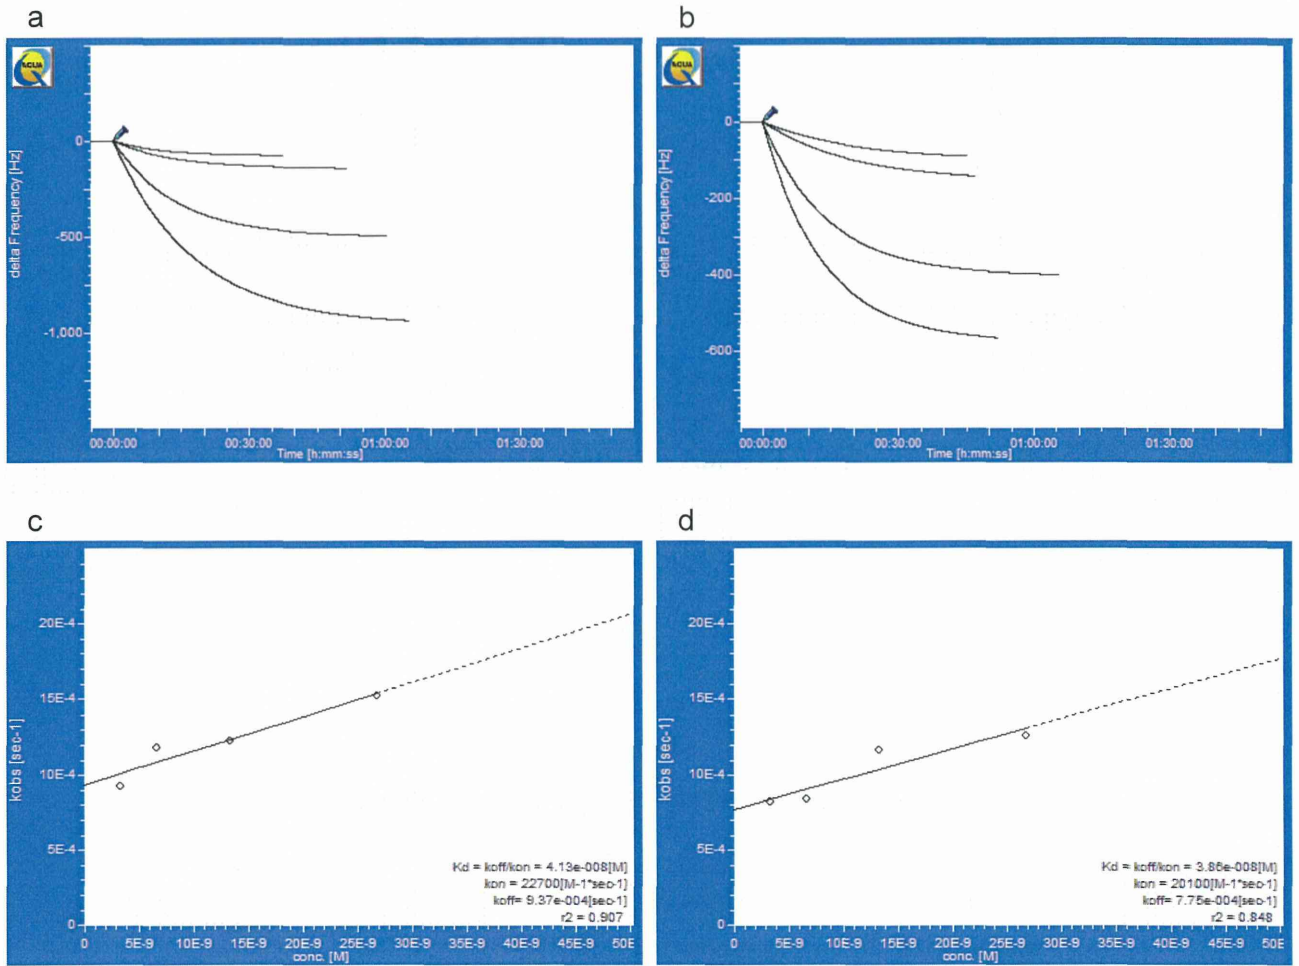 a
b
AQUA
AQUA
0
-500
-1,000
delta Frequency [Hz]
00:00:00 00:30:00 01:00:00 01:30:00
Time [h:mm:ss]
0
-200
-400
-600
delta Frequency [Hz]
00:00:00 00:30:00 01:00:00 01:30:00
Time [h:mm:ss]
c
d
20E-4
15E-4
10E-4
5E-4
0
kobs [sec-1]
Kd = koff/kon = 4.13e-008[M]
kon = 22700[M-1*sec-1]
koff= 9.37e-004[sec-1]
r2 = 0.907
0 5E-9 10E-9 15E-9 20E-9 25E-9 30E-9 35E-9 40E-9 45E-9 50E
conc. [M]
20E-4
15E-4
10E-4
5E-4
0
kobs [sec-1]
Kd = koff/kon = 3.86e-008[M]
kon = 20100[M-1*sec-1]
koff= 7.75e-004[sec-1]
r2 = 0.848
0 5E-9 10E-9 15E-9 20E-9 25E-9 30E-9 35E-9 40E-9 45E-9 50E
conc. [M]